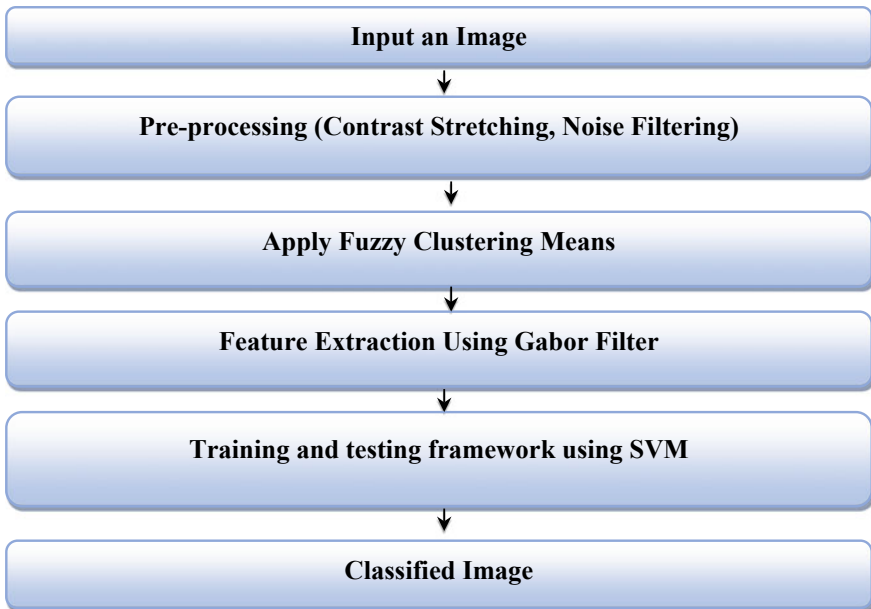 Input an Image
Pre-processing (Contrast Stretching, Noise Filtering)
Apply Fuzzy Clustering Means
Feature Extraction Using Gabor Filter
Training and testing framework using SVM
Classified Image